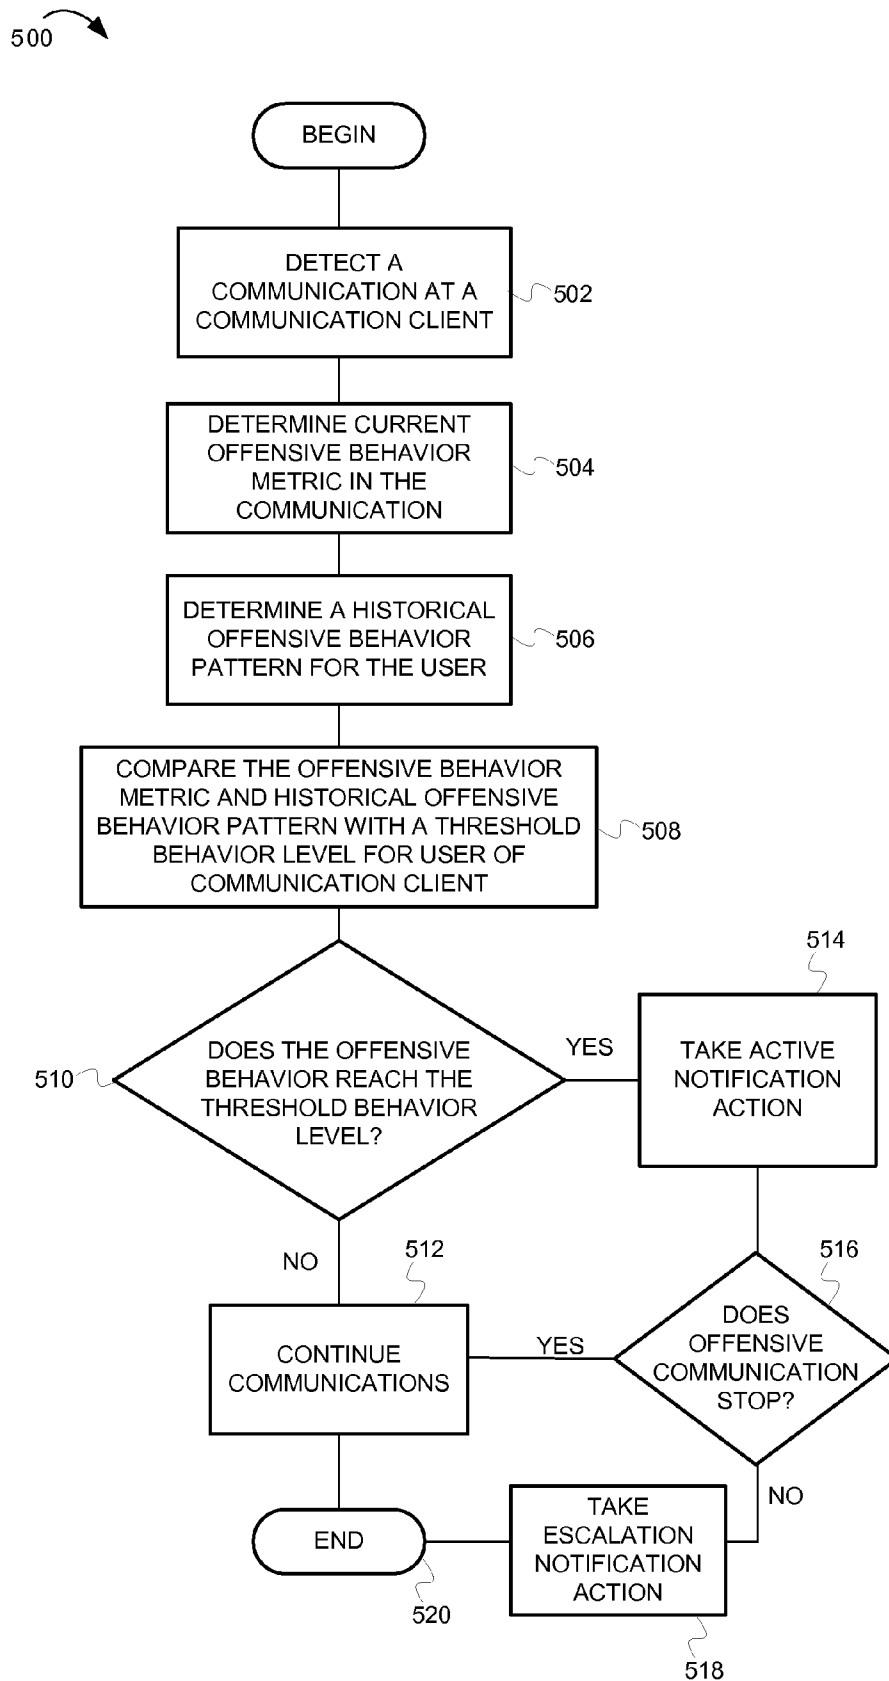 500
BEGIN
DETECT A
COMMUNICATION AT A
COMMUNICATION CLIENT
502
DETERMINE CURRENT
OFFENSIVE BEHAVIOR
METRIC IN THE
COMMUNICATION
504
DETERMINE A HISTORICAL
OFFENSIVE BEHAVIOR
PATTERN FOR THE USER
506
COMPARE THE OFFENSIVE BEHAVIOR
METRIC AND HISTORICAL OFFENSIVE
BEHAVIOR PATTERN WITH A THRESHOLD
BEHAVIOR LEVEL FOR USER OF
COMMUNICATION CLIENT
508
510
DOES THE OFFENSIVE
BEHAVIOR REACH THE
THRESHOLD BEHAVIOR
LEVEL?
YES
514
TAKE ACTIVE
NOTIFICATION
ACTION
NO
512
CONTINUE
COMMUNICATIONS
YES
516
DOES
OFFENSIVE
COMMUNICATION
STOP?
NO
TAKE
ESCALATION
NOTIFICATION
ACTION
518
END
520